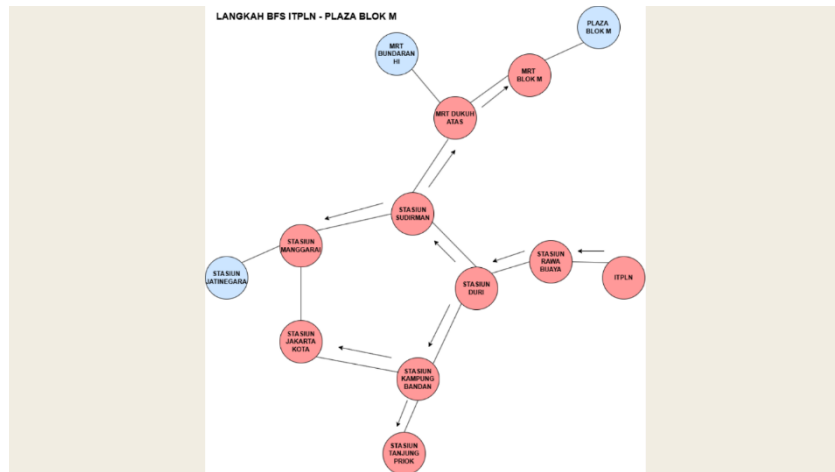 LANGKAH BFS ITPLN - PLAZA BLOK M
PLAZA
BLOK M
MRT
BUNDARAN
HI
MRT
BLOK M
MRT DUKUH
ATAS
STASIUN
SUDIRMAN
STASIUN
MANGGARAI
STASIUN
RAWA
BUAYA
STASIUN
JATINEGARA
ITPLN
STASIUN
DURI
STASIUN
JAKARTA
KOTA
STASIUN
KAMPUNG
BANDAN
STASIUN
TANJUNG
PRIOK